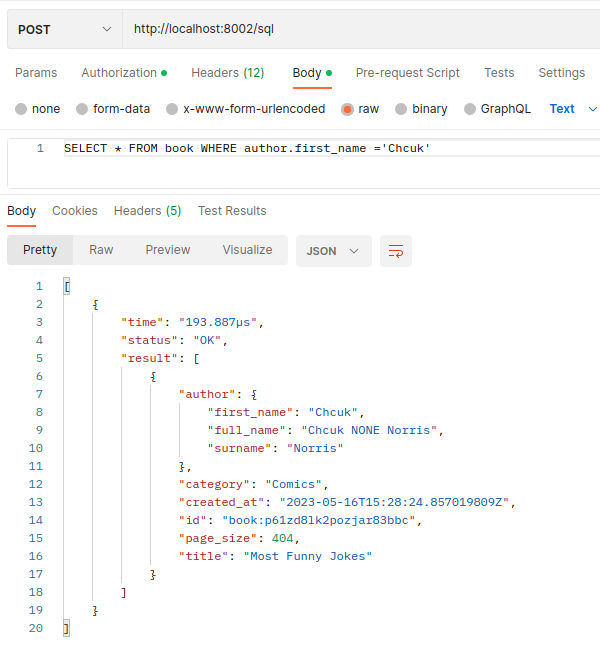 POST http://localhost:8002/sql
Params Authorization Headers (12) Body Pre-request Script Tests Settings
none form-data x-www-form-urlencoded raw binary GraphQL Text
1 SELECT * FROM book WHERE author.first_name ='Chcuk'
Body Cookies Headers (5) Test Results
Pretty Raw Preview Visualize JSON
1 [
2 {
3 "time": "193.887µs",
4 "status": "OK",
5 "result": [
6 {
7 "author": {
8 "first_name": "Chcuk",
9 "full_name": "Chcuk NONE Norris",
10 "surname": "Norris"
11 },
12 "category": "Comics",
13 "created_at": "2023-05-16T15:28:24.857019809Z",
14 "id": "book:p61zd8lk2pozjar83bbc",
15 "page_size": 404,
16 "title": "Most Funny Jokes"
17 }
18 ]
19 }
20 ]